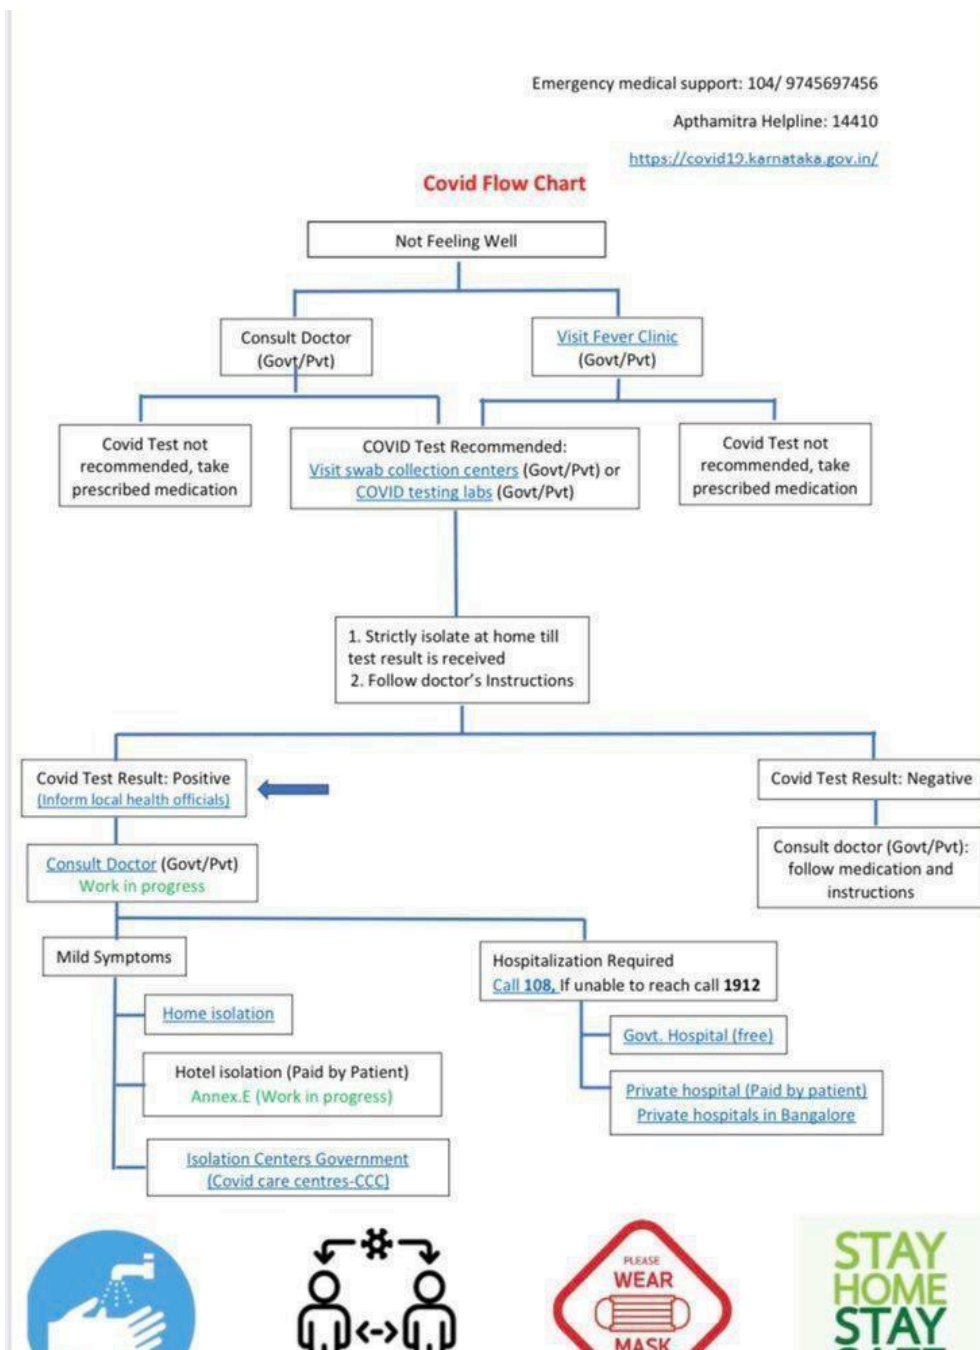 Emergency medical support: 104/ 9745697456
Apthamitra Helpline: 14410
https://covid19.karnataka.gov.in/
Covid Flow Chart
Not Feeling Well
Consult Doctor
(Govt/Pvt)
Visit Fever Clinic
(Govt/Pvt)
Covid Test not
recommended, take
prescribed medication
COVID Test Recommended:
Visit swab collection centers (Govt/Pvt) or
COVID testing labs (Govt/Pvt)
Covid Test not
recommended, take
prescribed medication
1. Strictly isolate at home till
test result is received
2. Follow doctor's Instructions
Covid Test Result: Positive
(Inform local health officials)
Covid Test Result: Negative
Consult Doctor (Govt/Pvt)
Work in progress
Consult doctor (Govt/Pvt):
follow medication and
instructions
Mild Symptoms
Hospitalization Required
Call 108, If unable to reach call 1912
Home isolation
Hotel isolation (Paid by Patient)
Annex.E (Work in progress)
Isolation Centers Government
(Covid care centres-CCC)
Govt. Hospital (free)
Private hospital (Paid by patient)
Private hospitals in Bangalore
PLEASE
WEAR
MASK
STAY
HOME
STAY
SAFE